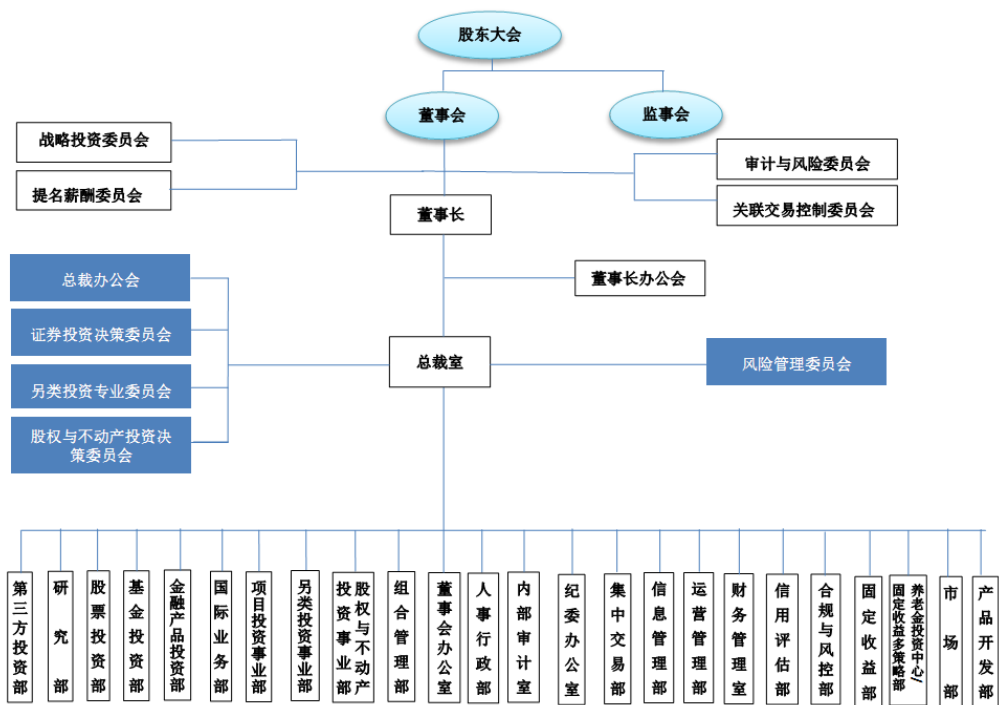 股东大会
董事会
监事会
战略投资委员会
审计与风险委员会
提名薪酬委员会
关联交易控制委员会
董事长
总裁办公会
董事长办公会
证券投资决策委员会
总裁室
风险管理委员会
另类投资专业委员会
股权与不动产投资决
策委员会
第三方投资部
研究部
股票投资部
基金投资部
金融产品投资部
国际业务部
项目投资事业部
另类投资事业部
股权与不动产
投资事业部
组合管理部
董事会办公室
人事行政部
内部审计室
纪委办公室
集中交易部
信息管理部
运营管理部
财务管理室
信用评估部
合规与风控部
固定收益部
养老金投资中心/
固定收益多策略部
市场部
产品开发部